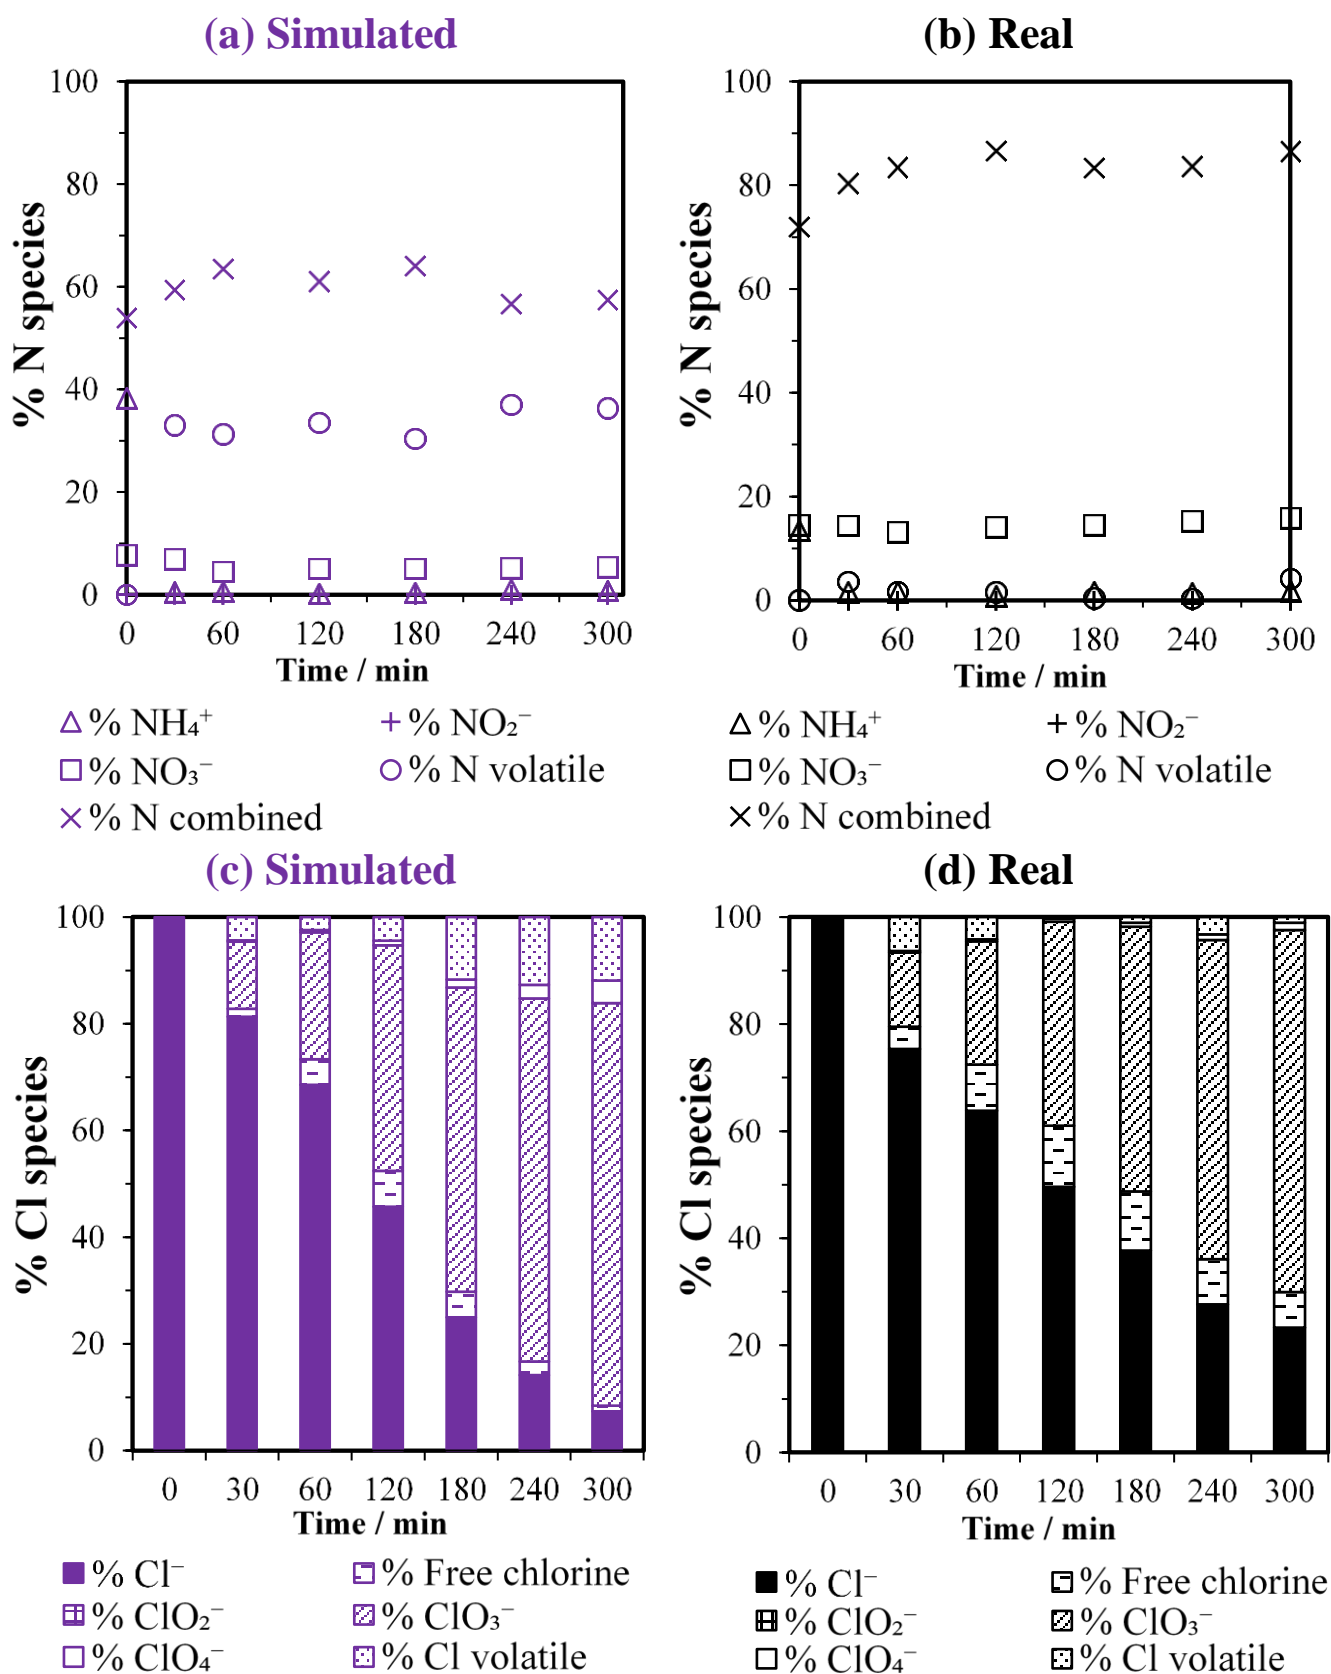 (a) Simulated
% N species
100
80
60
40
20
0
0 60 120 180 240 300
Time / min
% NH₄⁺ % NO₂⁻
% NO₃⁻ % N volatile
% N combined
(b) Real
% N species
100
80
60
40
20
0
0 60 120 180 240 300
Time / min
% NH₄⁺ % NO₂⁻
% NO₃⁻ % N volatile
% N combined
(c) Simulated
% Cl species
100
80
60
40
20
0
0 30 60 120 180 240 300
Time / min
% Cl⁻ % Free chlorine
% ClO₂⁻ % ClO₃⁻
% ClO₄⁻ % Cl volatile
(d) Real
% Cl species
100
80
60
40
20
0
0 30 60 120 180 240 300
Time / min
% Cl⁻ % Free chlorine
% ClO₂⁻ % ClO₃⁻
% ClO₄⁻ % Cl volatile